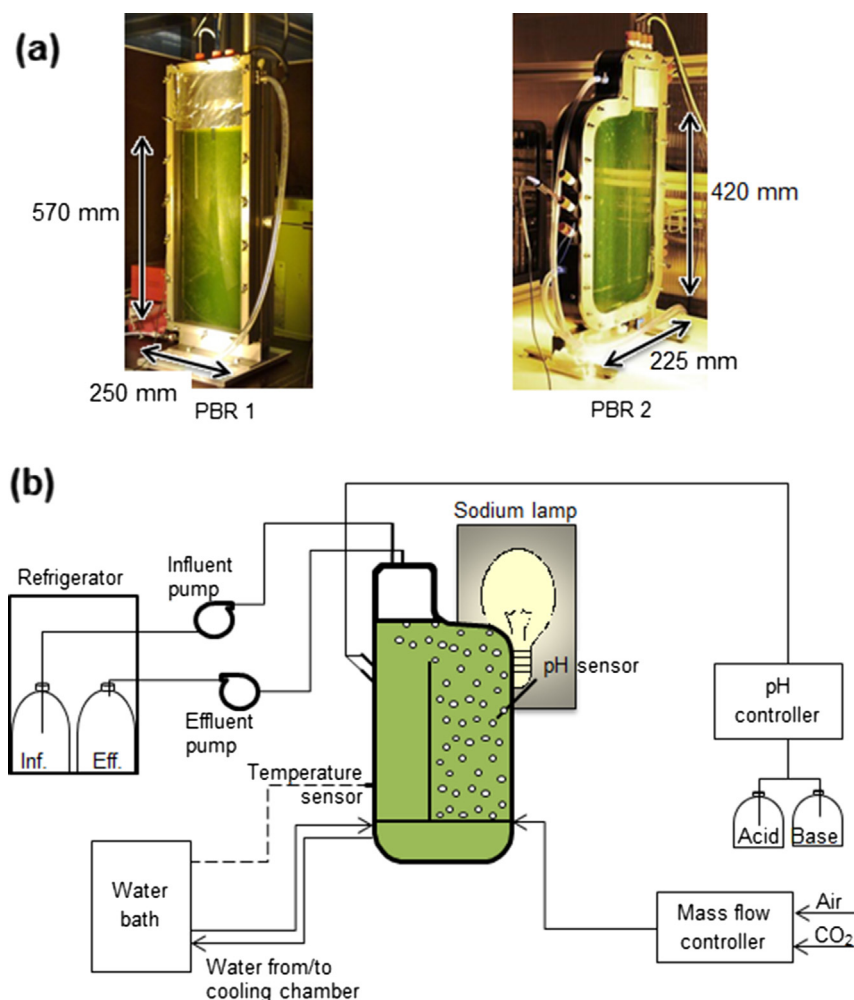 (a)
570 mm
250 mm
PBR 1
420 mm
225 mm
PBR 2
(b)
Sodium lamp
Influent
pump
Refrigerator
pH sensor
pH
controller
Effluent
pump
Inf.
Eff.
Temperature
sensor
Acid
Base
Water
bath
Mass flow
controller
Air
CO₂
Water from/to
cooling chamber